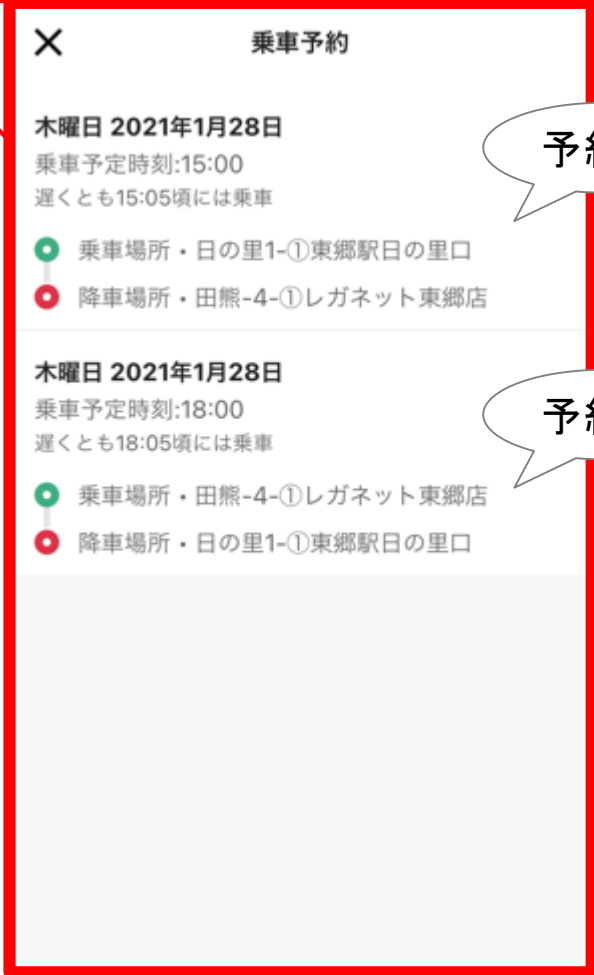 乗車予約
木曜日 2021年1月28日
乗車予定時刻:15:00
遅くとも15:05頃には乗車
乗車場所・日の里1-①東郷駅日の里口
降車場所・田熊-4-①レガネット東郷店
木曜日 2021年1月28日
乗車予定時刻:18:00
遅くとも18:05頃には乗車
乗車場所・田熊-4-①レガネット東郷店
降車場所・日の里1-①東郷駅日の里口